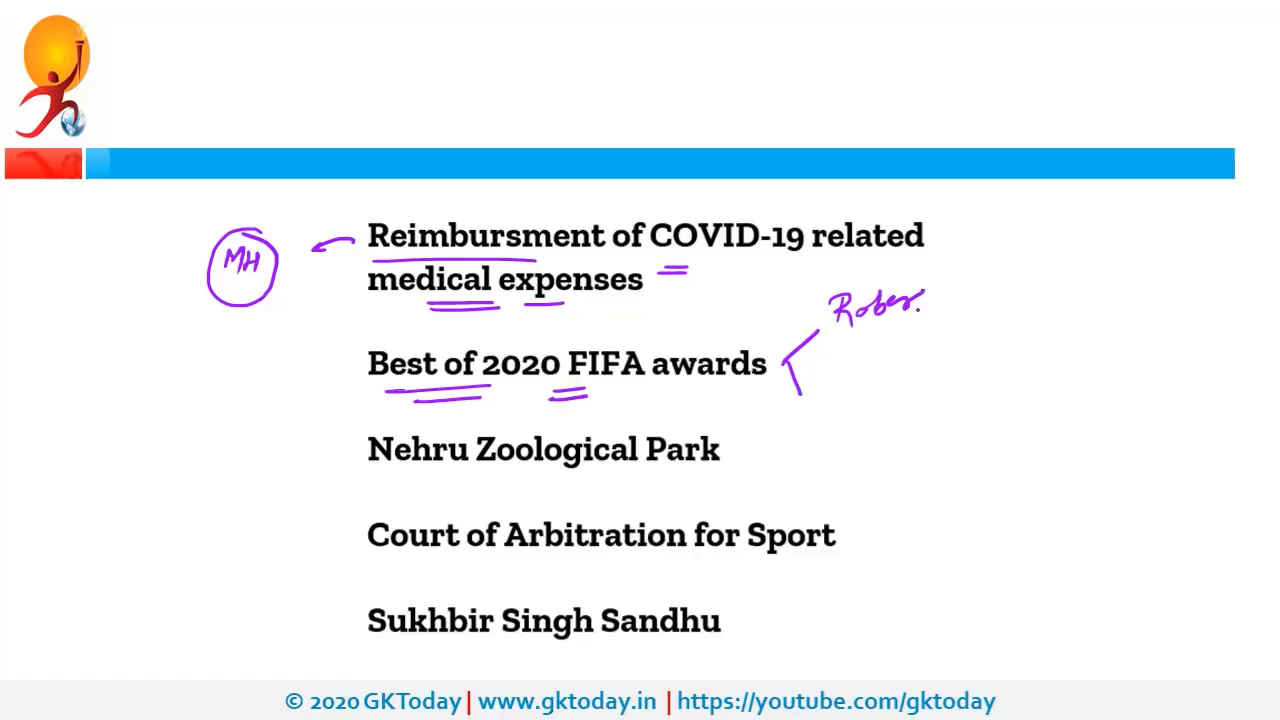 MH
Reimbursment of COVID-19 related
medical expenses
Rober
Best of 2020 FIFA awards
Nehru Zoological Park
Court of Arbitration for Sport
Sukhbir Singh Sandhu
© 2020 GKToday | www.gktoday.in | https://youtube.com/gktoday